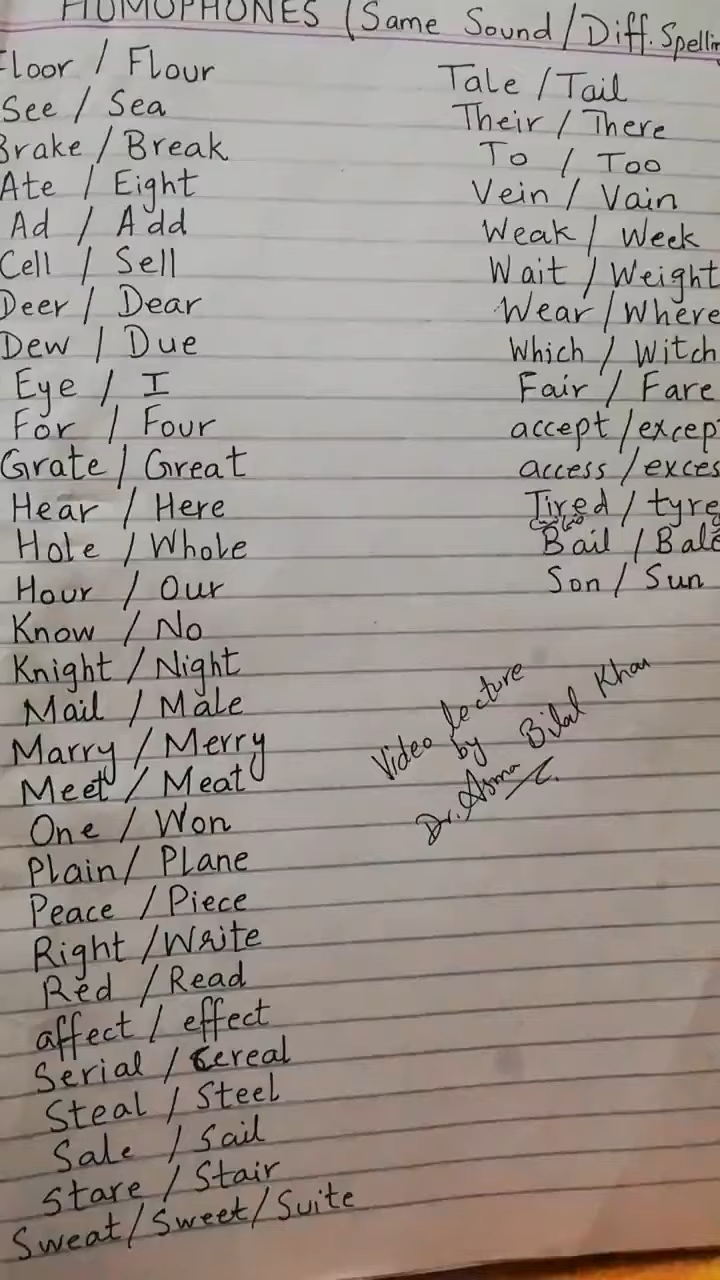 HOMOPHONES (Same Sound/Diff. Spellin
Floor / Flour
See / Sea
Brake / Break
Ate / Eight
Ad / Add
Cell / Sell
Deer / Dear
Dew / Due
Eye / I
For / Four
Grate / Great
Hear / Here
Hole / Whole
Hour / Our
Know / No
Knight / Night
Mail / Male
Marry / Merry
Meet / Meat
One / Won
Plain / Plane
Peace / Piece
Right / Write
Red / Read
affect / effect
Serial / Cereal
Steal / Steel
Sale / Sail
Stare / Stair
Sweat / Sweet / Suite
Tale / Tail
Their / There
To / Too
Vein / Vain
Weak / Week
Wait / Weight
Wear / Where
Which / Witch
Fair / Fare
accept / excep
access / exces
Tired / tyre
Bail / Bale
Son / Sun
Video lecture
by
Dr. Asma Bilal Khan